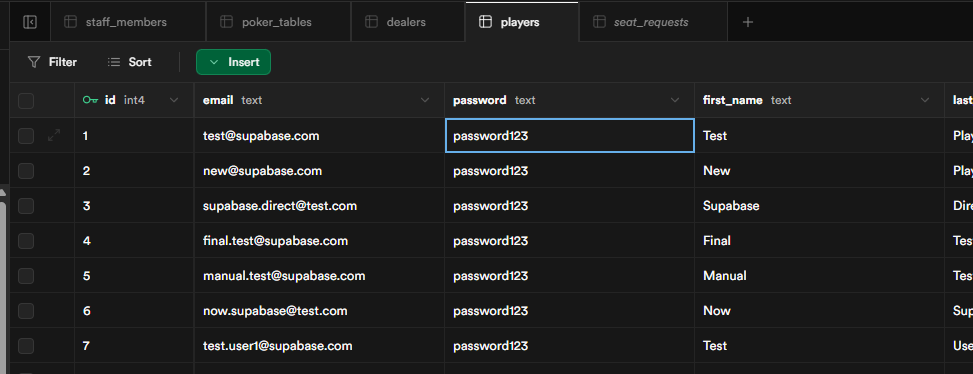 staff_members poker_tables dealers players seat_requests
Filter Sort Insert
id int4 email text password text first_name text last
1 test@supabase.com password123 Test Pla
2 new@supabase.com password123 New Pla
3 supabase.direct@test.com password123 Supabase Dire
4 final.test@supabase.com password123 Final Tes
5 manual.test@supabase.com password123 Manual Tes
6 now.supabase@test.com password123 Now Sup
7 test.user1@supabase.com password123 Test Use